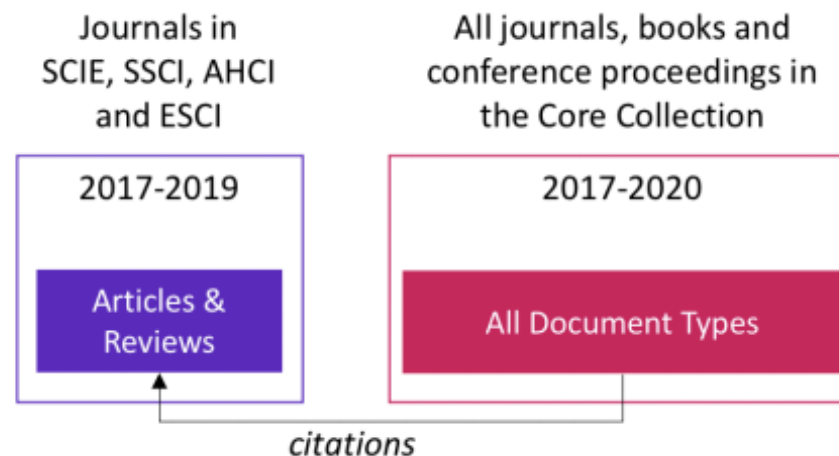 Journals in
SCIE, SSCI, AHCI
and ESCI
2017-2019
Articles &
Reviews
All journals, books and
conference proceedings in
the Core Collection
2017-2020
All Document Types
citations